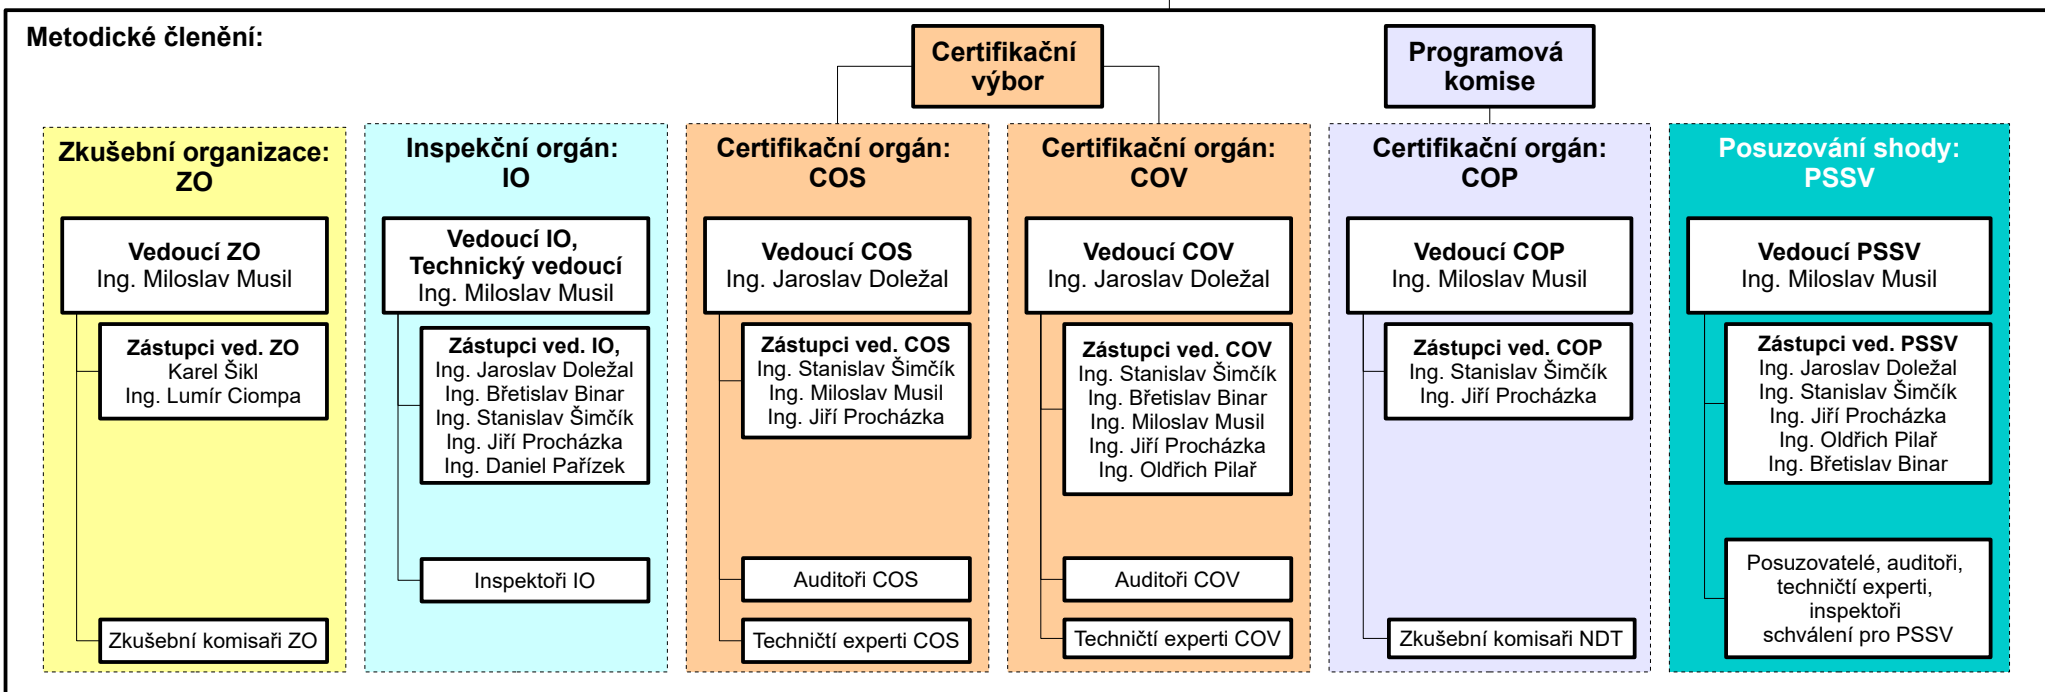 Metodické členění:
Certifikační
výbor
Programová
komise
Zkušební organizace:
ZO
Vedoucí ZO
Ing. Miloslav Musil
Zástupci ved. ZO
Karel Šikl
Ing. Lumír Ciompa
Zkušební komisaři ZO
Inspekční orgán:
IO
Vedoucí IO,
Technický vedoucí
Ing. Miloslav Musil
Zástupci ved. IO,
Ing. Jaroslav Doležal
Ing. Břetislav Binar
Ing. Stanislav Šimčík
Ing. Jiří Procházka
Ing. Daniel Pařízek
Inspektoři IO
Certifikační orgán:
COS
Vedoucí COS
Ing. Jaroslav Doležal
Zástupci ved. COS
Ing. Stanislav Šimčík
Ing. Miloslav Musil
Ing. Jiří Procházka
Auditoři COS
Techničtí experti COS
Certifikační orgán:
COV
Vedoucí COV
Ing. Jaroslav Doležal
Zástupci ved. COV
Ing. Stanislav Šimčík
Ing. Břetislav Binar
Ing. Miloslav Musil
Ing. Jiří Procházka
Ing. Oldřich Pilař
Auditoři COV
Techničtí experti COV
Certifikační orgán:
COP
Vedoucí COP
Ing. Miloslav Musil
Zástupci ved. COP
Ing. Stanislav Šimčík
Ing. Jiří Procházka
Zkušební komisaři NDT
Posuzování shody:
PSSV
Vedoucí PSSV
Ing. Miloslav Musil
Zástupci ved. PSSV
Ing. Jaroslav Doležal
Ing. Stanislav Šimčík
Ing. Jiří Procházka
Ing. Oldřich Pilař
Ing. Břetislav Binar
Posuzovatelé, auditoři,
techničtí experti,
inspektoři
schválení pro PSSV